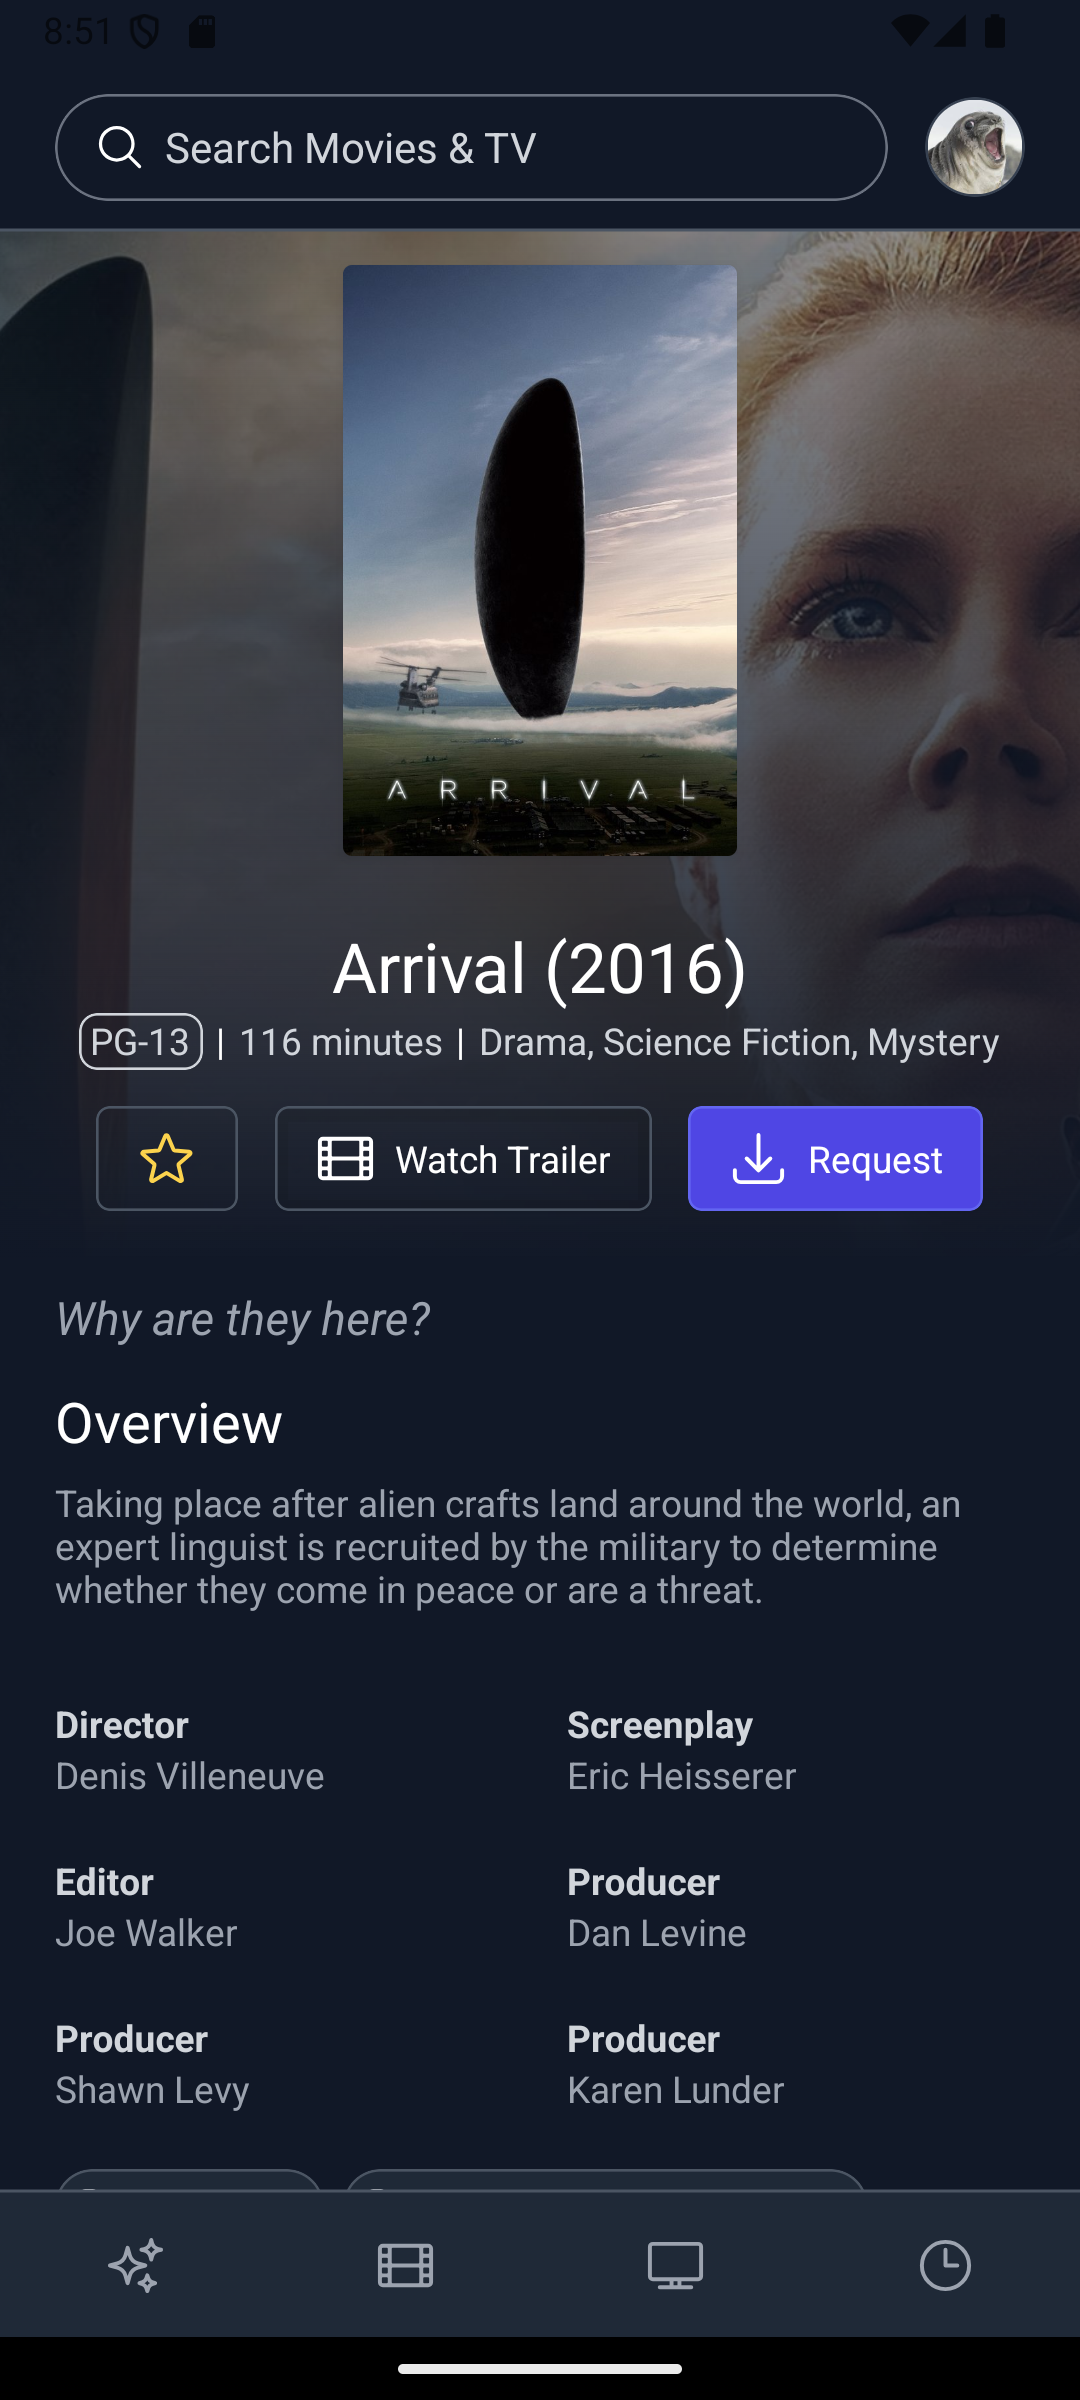 8:51
Search Movies & TV
A R R I V A L
Arrival (2016)
PG-13 | 116 minutes | Drama, Science Fiction, Mystery
Watch Trailer
Request
Why are they here?
Overview
Taking place after alien crafts land around the world, an
expert linguist is recruited by the military to determine
whether they come in peace or are a threat.
Director
Denis Villeneuve
Screenplay
Eric Heisserer
Editor
Joe Walker
Producer
Dan Levine
Producer
Shawn Levy
Producer
Karen Lunder